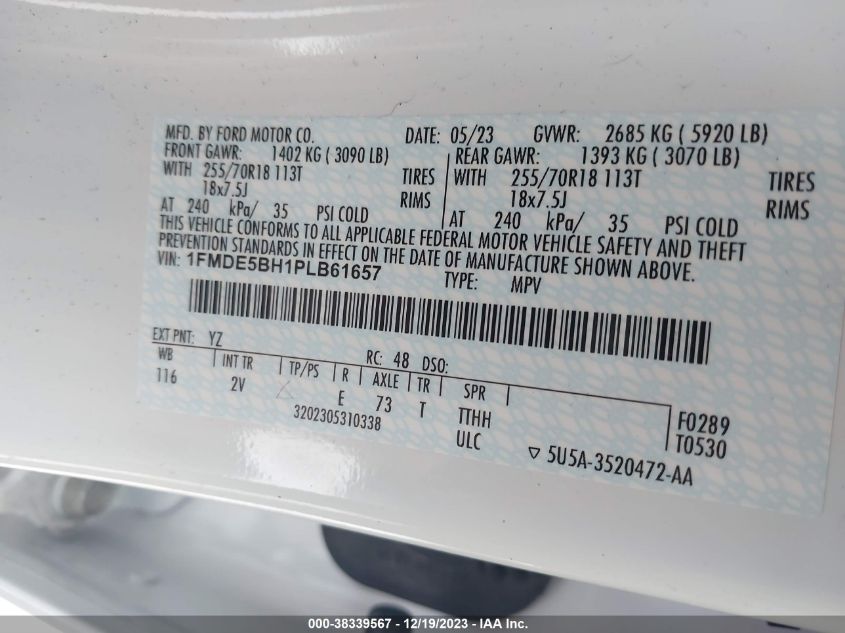 MFD. BY FORD MOTOR CO. DATE: 05/23 GVWR: 2685 KG ( 5920 LB)
FRONT GAWR: 1402 KG ( 3090 LB) REAR GAWR: 1393 KG ( 3070 LB)
WITH 255/70R18 113T TIRES WITH 255/70R18 113T TIRES
18x7.5J RIMS 18x7.5J RIMS
AT 240 kPa/ 35 PSI COLD AT 240 kPa/ 35 PSI COLD
THIS VEHICLE CONFORMS TO ALL APPLICABLE FEDERAL MOTOR VEHICLE SAFETY AND THEFT
PREVENTION STANDARDS IN EFFECT ON THE DATE OF MANUFACTURE SHOWN ABOVE.
VIN: 1FMDE5BH1PLB61657 TYPE: MPV
EXT PNT: YZ RC: 48 DSO:
WB INT TR TP/PS R AXLE TR SPR
116 2V E 73 T TTHH F0289
3202305310338 ULC T0530
▽ 5U5A-3520472-AA
000-38339567 - 12/19/2023 - IAA Inc.